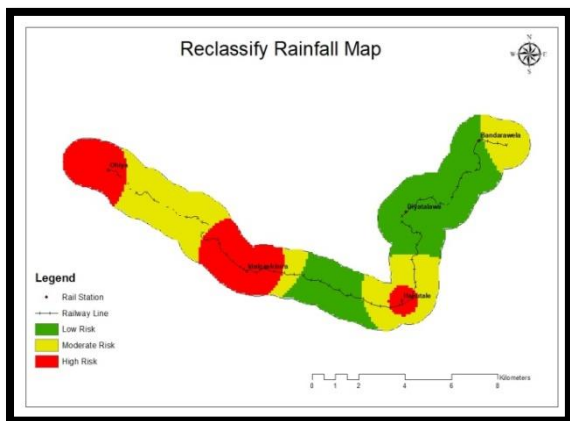 Reclassify Rainfall Map
N
W E
S
Bandarawela
Ohiya
Diyatalawa
Haputale
Legend
Rail Station
Railway Line
Low Risk
Moderate Risk
High Risk
Kilometers
0 1 2 4 6 8